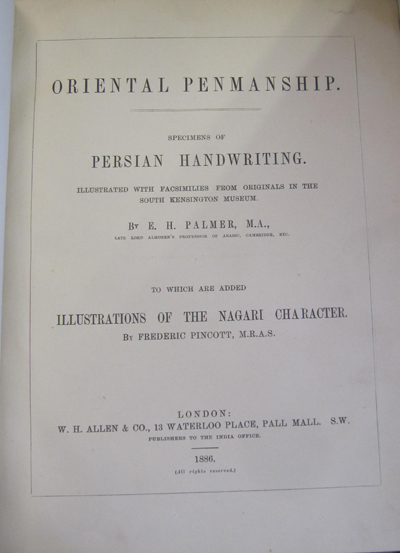 ORIENTAL PENMANSHIP.
SPECIMENS OF
PERSIAN HANDWRITING.
ILLUSTRATED WITH FACSIMILIES FROM ORIGINALS IN THE
SOUTH KENSINGTON MUSEUM.
BY E. H. PALMER, M.A.,
LATE LORD ALMONER'S PROFESSOR OF ARABIC, CAMBRIDGE, ETC.
TO WHICH ARE ADDED
ILLUSTRATIONS OF THE NAGARI CHARACTER.
BY FREDERIC PINCOTT, M.R.A.S.
LONDON:
W. H. ALLEN & CO., 13 WATERLOO PLACE, PALL MALL. S.W.
PUBLISHERS TO THE INDIA OFFICE.
1886.
(All rights reserved.)